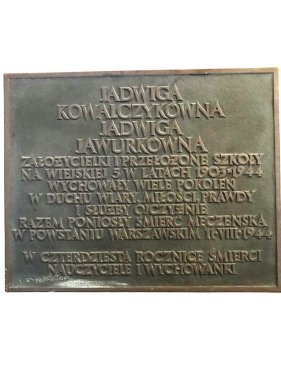 JADWIGA
KOWALCZYKÓWNA
JADWIGA
JAWURKÓWNA
ZAŁOŻYCIELKI I PRZEŁOŻONE SZKOŁY
NA WIEJSKIEJ 5 W LATACH 1903-1944
WYCHOWAŁY WIELE POKOLEŃ
W DUCHU WIARY, MIŁOŚCI, PRAWDY
SŁUŻBY OJCZYŹNIE
RAZEM PONIOSŁY ŚMIERĆ MĘCZEŃSKĄ
W POWSTANIU WARSZAWSKIM 11·VIII·1944
W CZTERDZIESTĄ ROCZNICĘ ŚMIERCI
NAUCZYCIELE I WYCHOWANKI